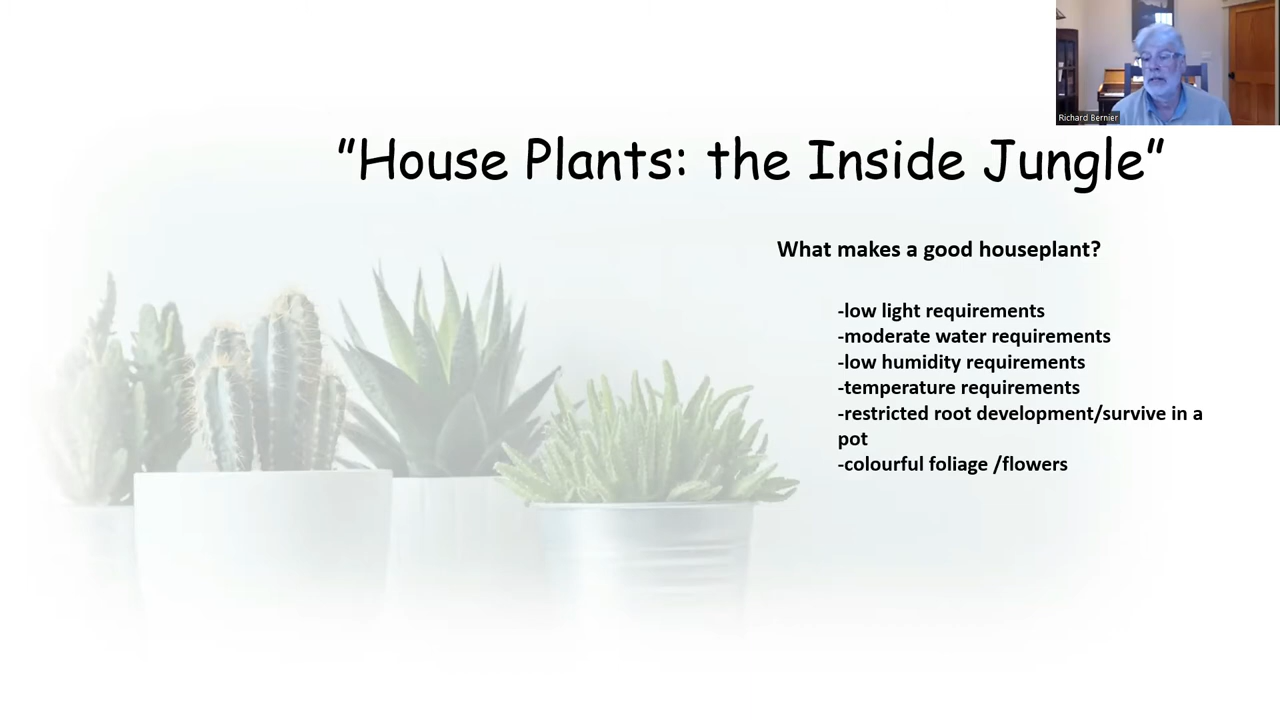 Richard Bernier
"House Plants: the Inside Jungle"
What makes a good houseplant?
-low light requirements
-moderate water requirements
-low humidity requirements
-temperature requirements
-restricted root development/survive in a
pot
-colourful foliage /flowers